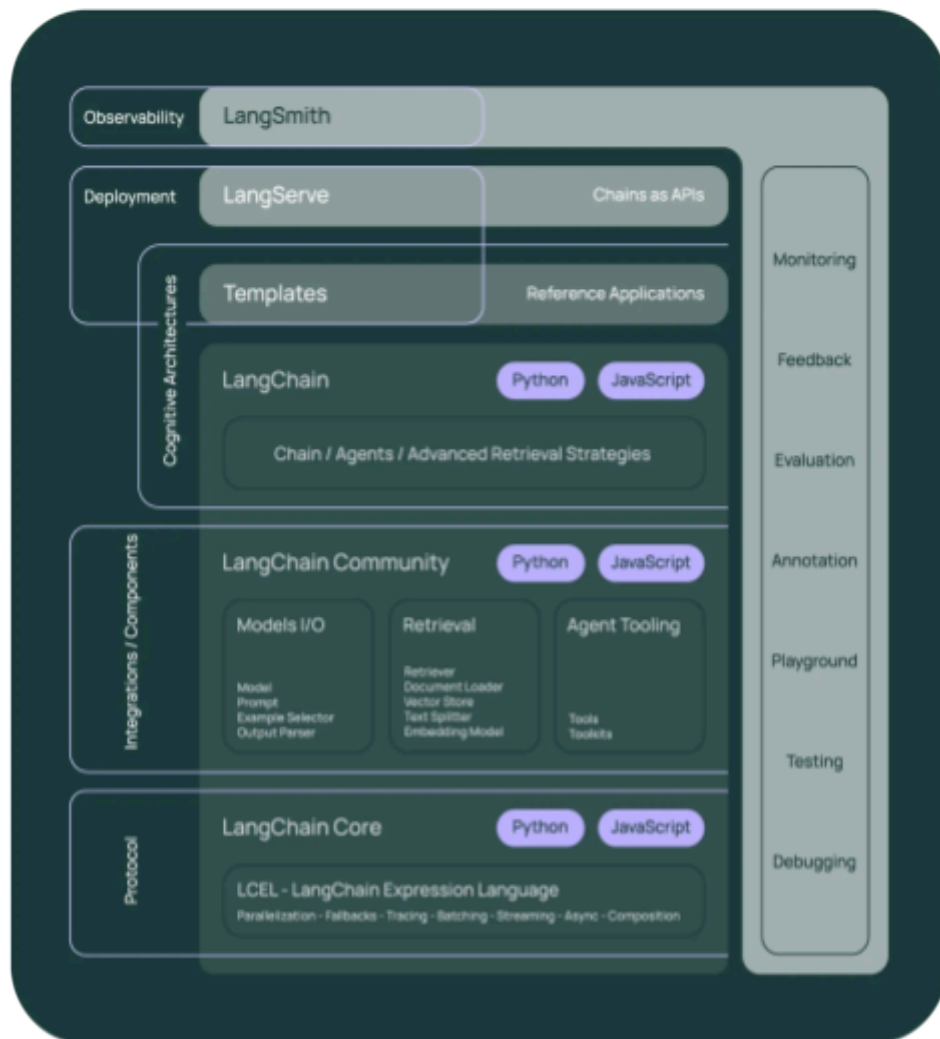 Observability
LangSmith
Deployment
LangServe
Chains as APIs
Cognitive Architectures
Templates
Reference Applications
LangChain
Python
JavaScript
Chain / Agents / Advanced Retrieval Strategies
Integrations / Components
LangChain Community
Python
JavaScript
Models I/O
Model
Prompt
Example Selector
Output Parser
Retrieval
Retriever
Document Loader
Vector Store
Text Splitter
Embedding Model
Agent Tooling
Tools
Toolkits
Protocol
LangChain Core
Python
JavaScript
LCEL - LangChain Expression Language
Parallelization - Fallbacks - Tracing - Batching - Streaming - Async - Composition
Monitoring
Feedback
Evaluation
Annotation
Playground
Testing
Debugging